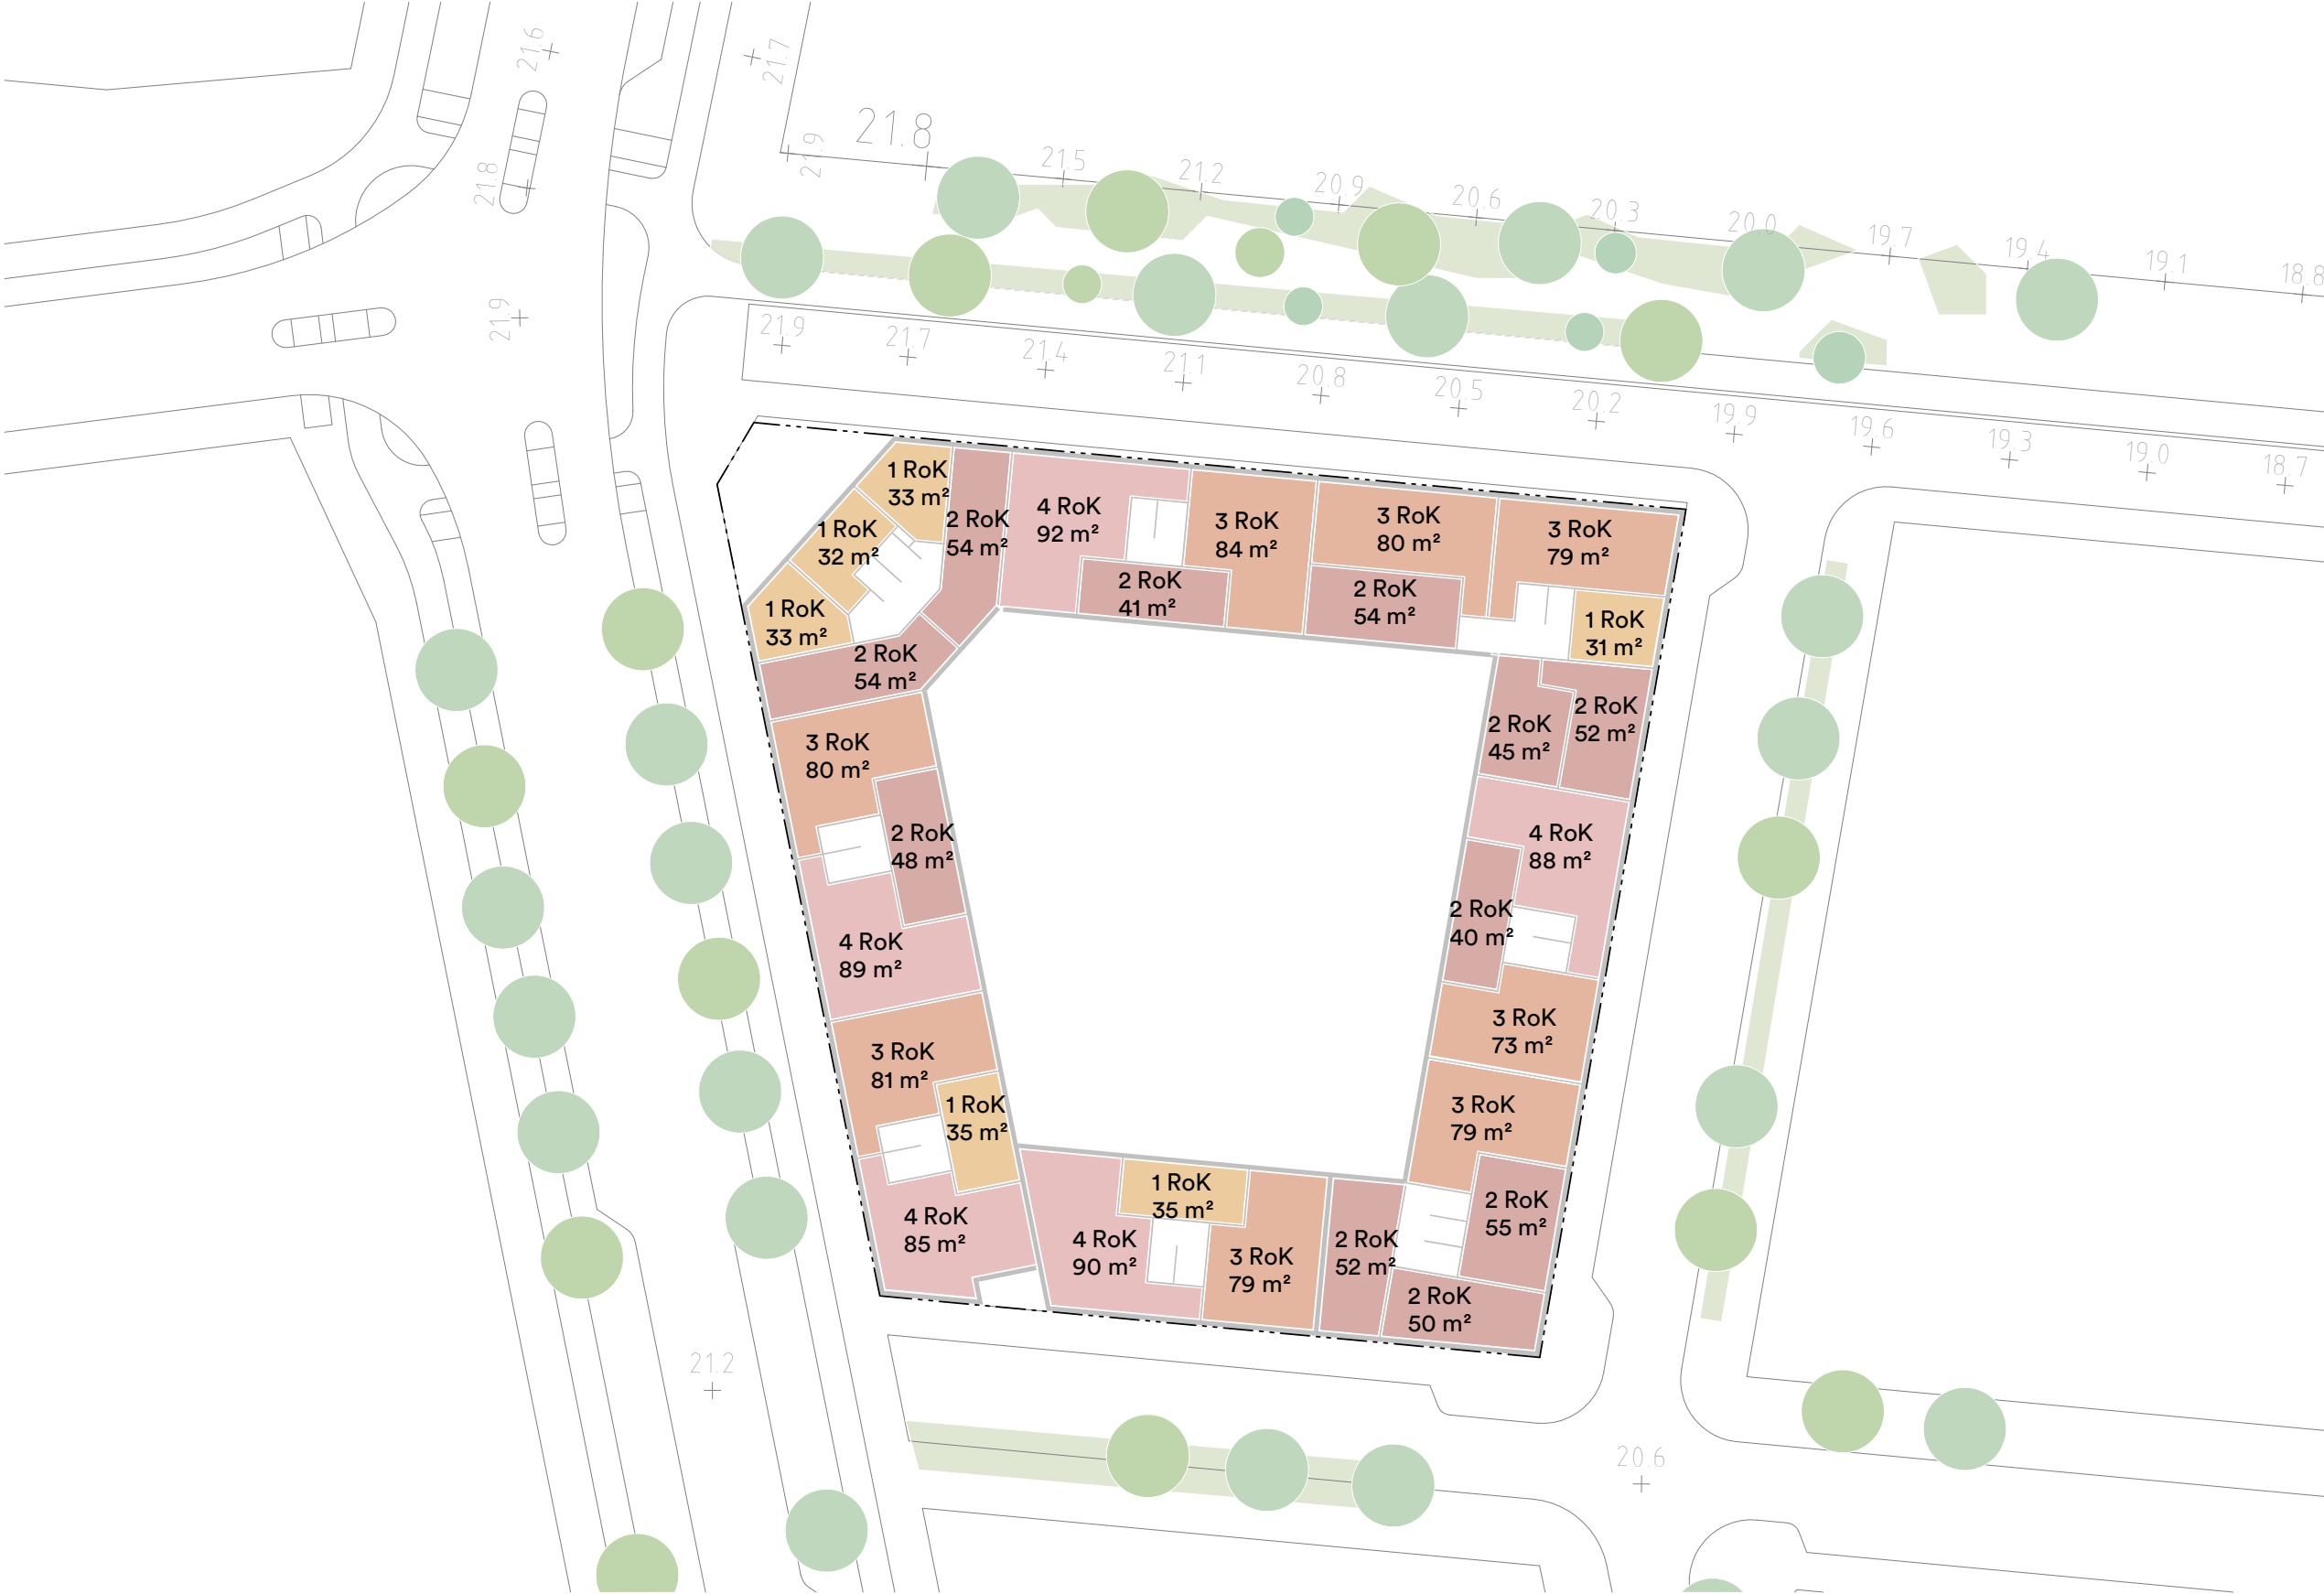 21.6
21.7
21.8
21.9
21.8
21.5
21.2
20.9
20.6
20.3
20.0
19.7
19.4
19.1
18.8
21.9
21.9
21.7
21.4
21.1
20.8
20.5
20.2
19.9
19.6
19.3
19.0
18.7
1 RoK
33 m²
1 RoK
32 m²
1 RoK
33 m²
2 RoK
54 m²
4 RoK
92 m²
2 RoK
41 m²
3 RoK
84 m²
3 RoK
80 m²
2 RoK
54 m²
3 RoK
79 m²
1 RoK
31 m²
2 RoK
54 m²
2 RoK
45 m²
2 RoK
52 m²
3 RoK
80 m²
2 RoK
48 m²
4 RoK
88 m²
2 RoK
40 m²
4 RoK
89 m²
3 RoK
73 m²
3 RoK
81 m²
1 RoK
35 m²
3 RoK
79 m²
4 RoK
85 m²
4 RoK
90 m²
1 RoK
35 m²
3 RoK
79 m²
2 RoK
52 m²
2 RoK
55 m²
2 RoK
50 m²
21.2
20.6